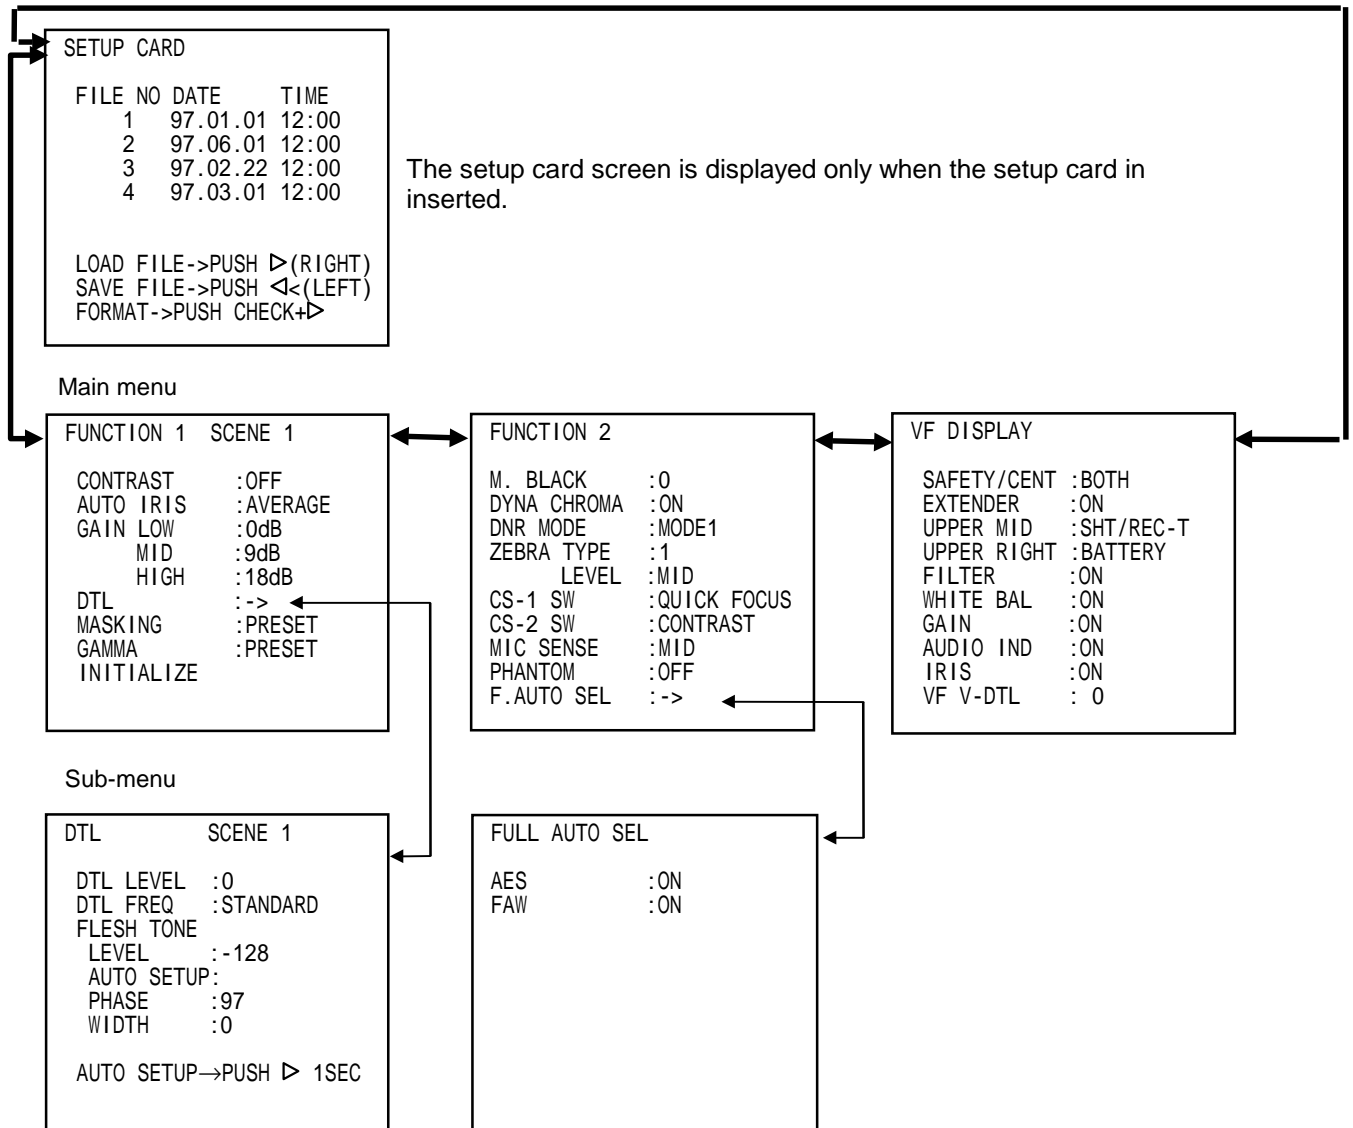 SETUP CARD
FILE NO DATE TIME
1 97.01.01 12:00
2 97.06.01 12:00
3 97.02.22 12:00
4 97.03.01 12:00
LOAD FILE->PUSH ▷(RIGHT)
SAVE FILE->PUSH ◁<(LEFT)
FORMAT->PUSH CHECK+▷
The setup card screen is displayed only when the setup card in
inserted.
Main menu
FUNCTION 1 SCENE 1
CONTRAST :OFF
AUTO IRIS :AVERAGE
GAIN LOW :0dB
MID :9dB
HIGH :18dB
DTL :->
MASKING :PRESET
GAMMA :PRESET
INITIALIZE
FUNCTION 2
M. BLACK :0
DYNA CHROMA :ON
DNR MODE :MODE1
ZEBRA TYPE :1
LEVEL :MID
CS-1 SW :QUICK FOCUS
CS-2 SW :CONTRAST
MIC SENSE :MID
PHANTOM :OFF
F.AUTO SEL :->
VF DISPLAY
SAFETY/CENT :BOTH
EXTENDER :ON
UPPER MID :SHT/REC-T
UPPER RIGHT :BATTERY
FILTER :ON
WHITE BAL :ON
GAIN :ON
AUDIO IND :ON
IRIS :ON
VF V-DTL : 0
Sub-menu
DTL SCENE 1
DTL LEVEL :0
DTL FREQ :STANDARD
FLESH TONE
LEVEL :-128
AUTO SETUP:
PHASE :97
WIDTH :0
AUTO SETUP→PUSH ▷ 1SEC
FULL AUTO SEL
AES :ON
FAW :ON